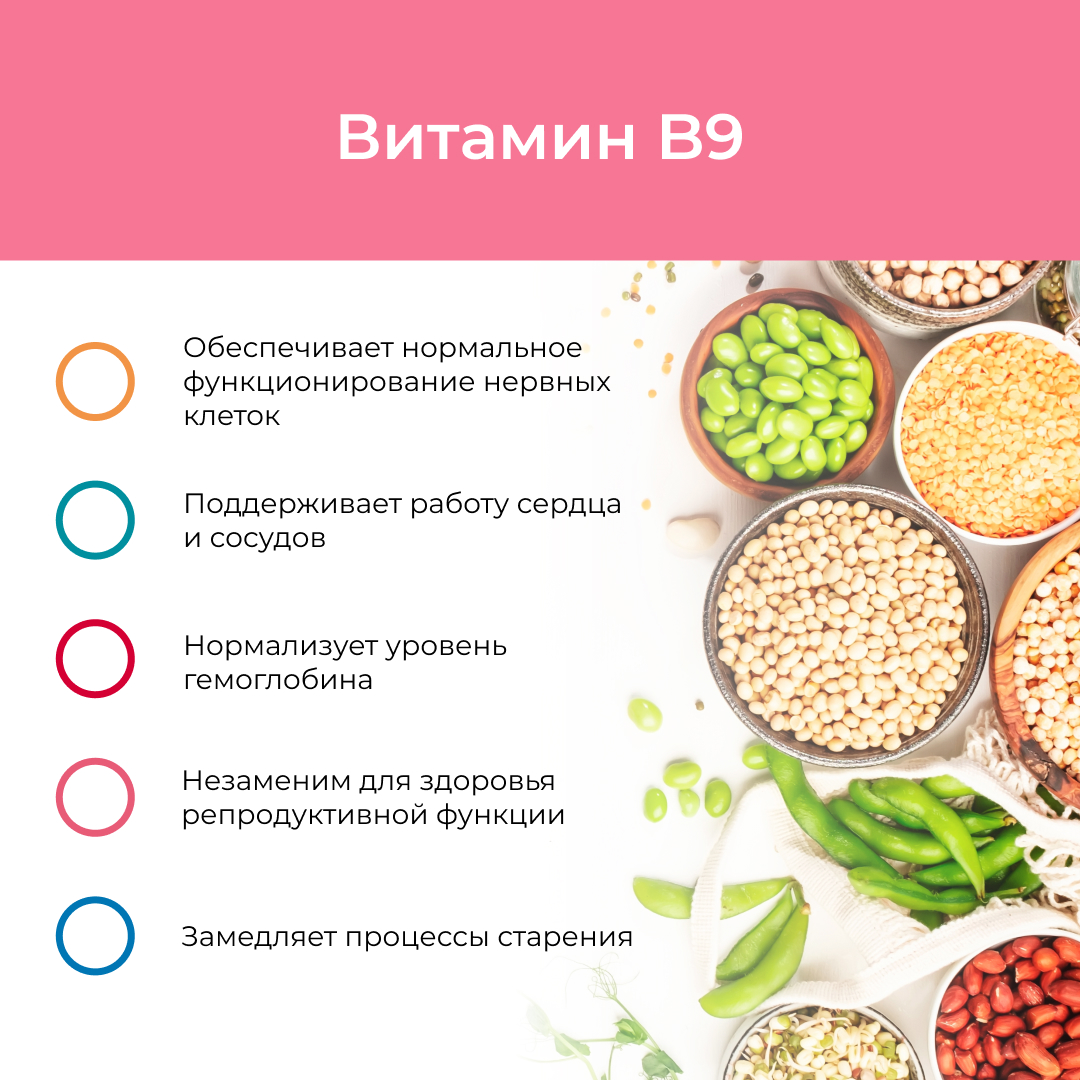 Витамин B9
Обеспечивает нормальное
функционирование нервных
клеток
Поддерживает работу сердца
и сосудов
Нормализует уровень
гемоглобина
Незаменим для здоровья
репродуктивной функции
Замедляет процессы старения